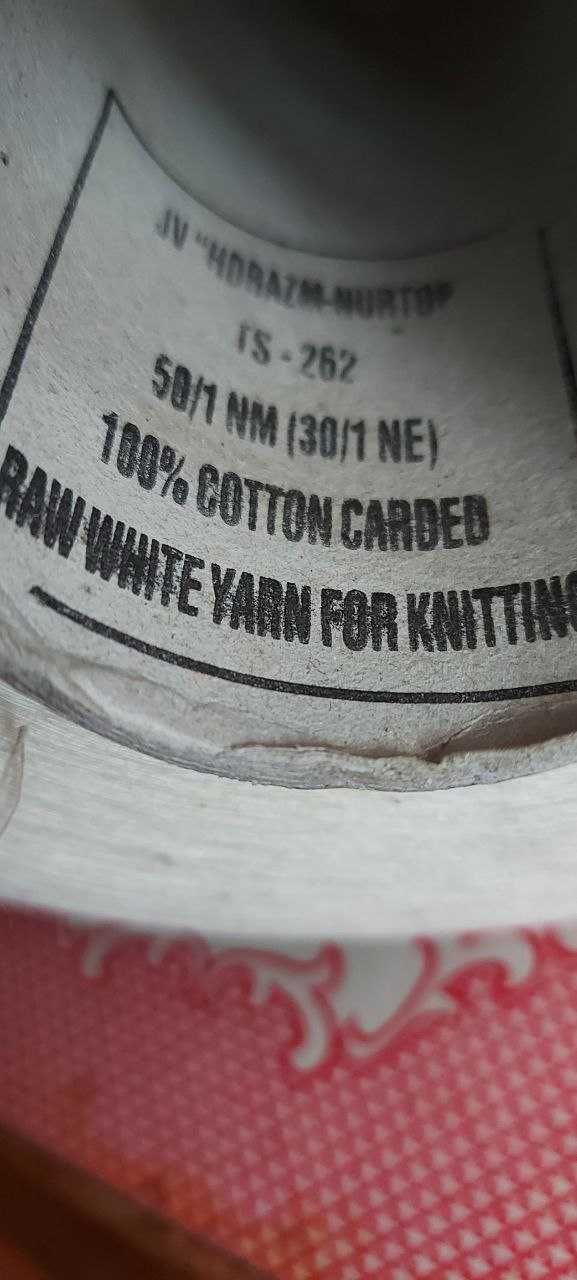 JV "HORAZM-NURTOP
TS - 262
50/1 NM (30/1 NE)
100% COTTON CARDED
RAW WHITE YARN FOR KNITTING